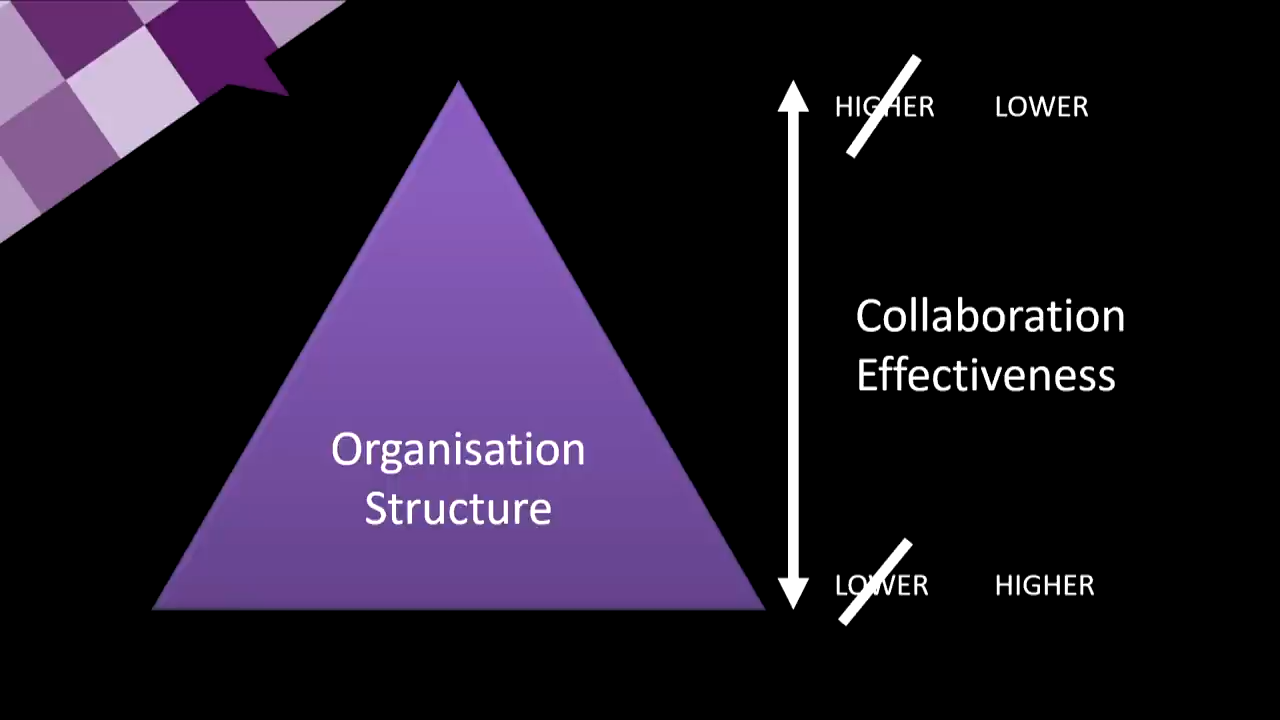 HIGHER LOWER
Collaboration
Effectiveness
Organisation
Structure
LOWER HIGHER